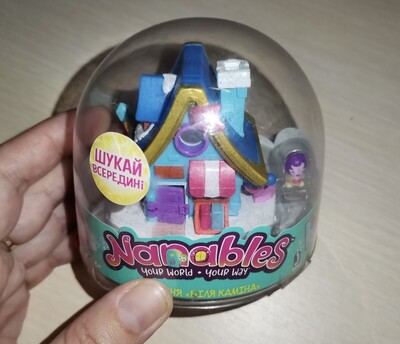 ШУКАЙ
ВСЕРЕДИНІ
Nanables
YOUR WORLD • YOUR WAY
«БІЛЯ КАМІНА»